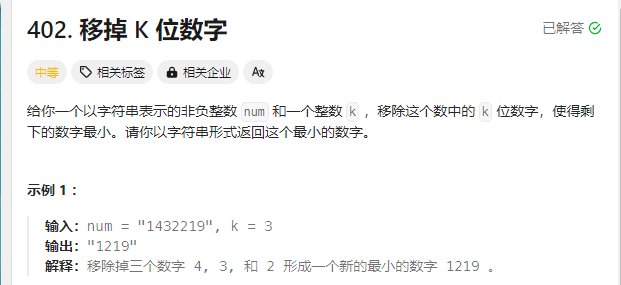 402. 移掉 K 位数字
已解答
中等 相关标签 相关企业 Aあ
给你一个以字符串表示的非负整数 num 和一个整数 k ，移除这个数中的 k 位数字，使得剩
下的数字最小。请你以字符串形式返回这个最小的数字。
示例 1 ：
输入：num = "1432219", k = 3
输出："1219"
解释：移除掉三个数字 4, 3, 和 2 形成一个新的最小的数字 1219 。